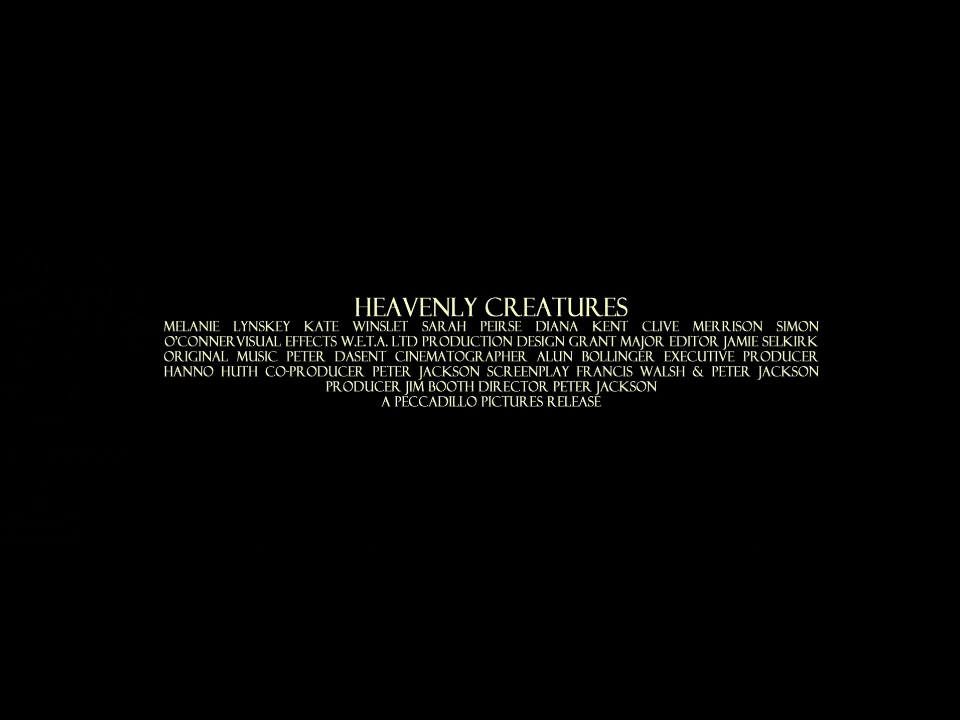 HEAVENLY CREATURES
MELANIE LYNSKEY KATE WINSLET SARAH PEIRSE DIANA KENT CLIVE MERRISON SIMON
O'CONNERVISUAL EFFECTS W.E.T.A. LTD PRODUCTION DESIGN GRANT MAJOR EDITOR JAMIE SELKIRK
ORIGINAL MUSIC PETER DASENT CINEMATOGRAPHER ALUN BOLLINGER EXECUTIVE PRODUCER
HANNO HUTH CO-PRODUCER PETER JACKSON SCREENPLAY FRANCIS WALSH & PETER JACKSON
PRODUCER JIM BOOTH DIRECTOR PETER JACKSON
A PECCADILLO PICTURES RELEASE